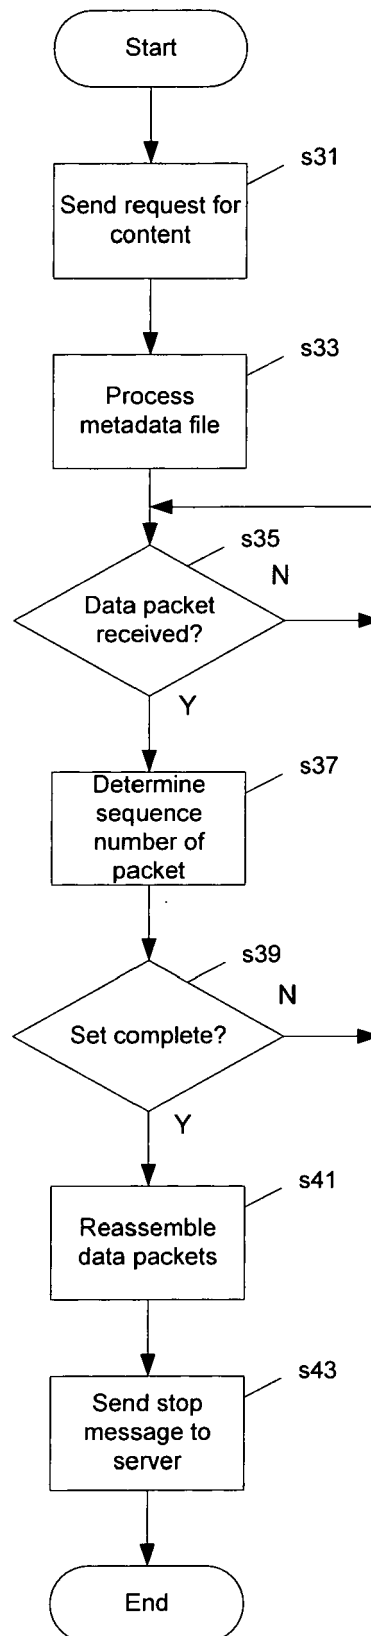 Start
s31
Send request for
content
s33
Process
metadata file
s35
N
Data packet
received?
Y
s37
Determine
sequence
number of
packet
s39
N
Set complete?
Y
s41
Reassemble
data packets
s43
Send stop
message to
server
End